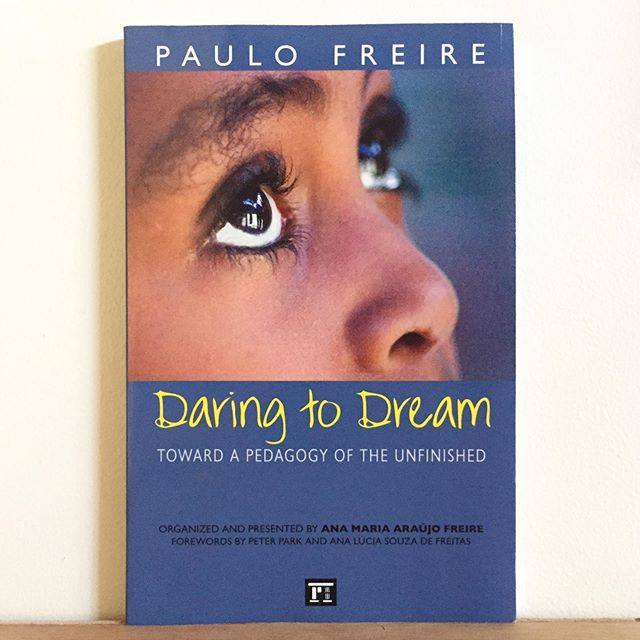 PAULO FREIRE
Daring to Dream
TOWARD A PEDAGOGY OF THE UNFINISHED
ORGANIZED AND PRESENTED BY ANA MARIA ARAÚJO FREIRE
FOREWORDS BY PETER PARK AND ANA LÚCIA SOUZA DE FREITAS